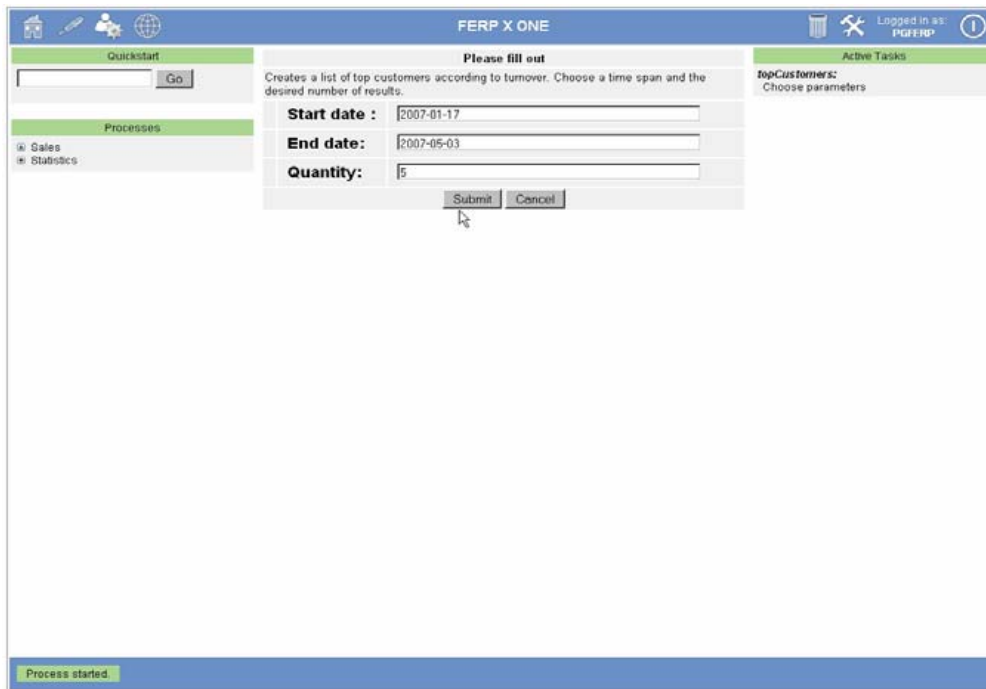 FERP X ONE
Logged in as:
PGFERP
Quickstart
Go
Processes
Sales
Statistics
Please fill out
Creates a list of top customers according to turnover. Choose a time span and the
desired number of results.
Start date :
2007-01-17
End date:
2007-05-03
Quantity:
5
Submit
Cancel
Active Tasks
topCustomers:
Choose parameters
Process started.